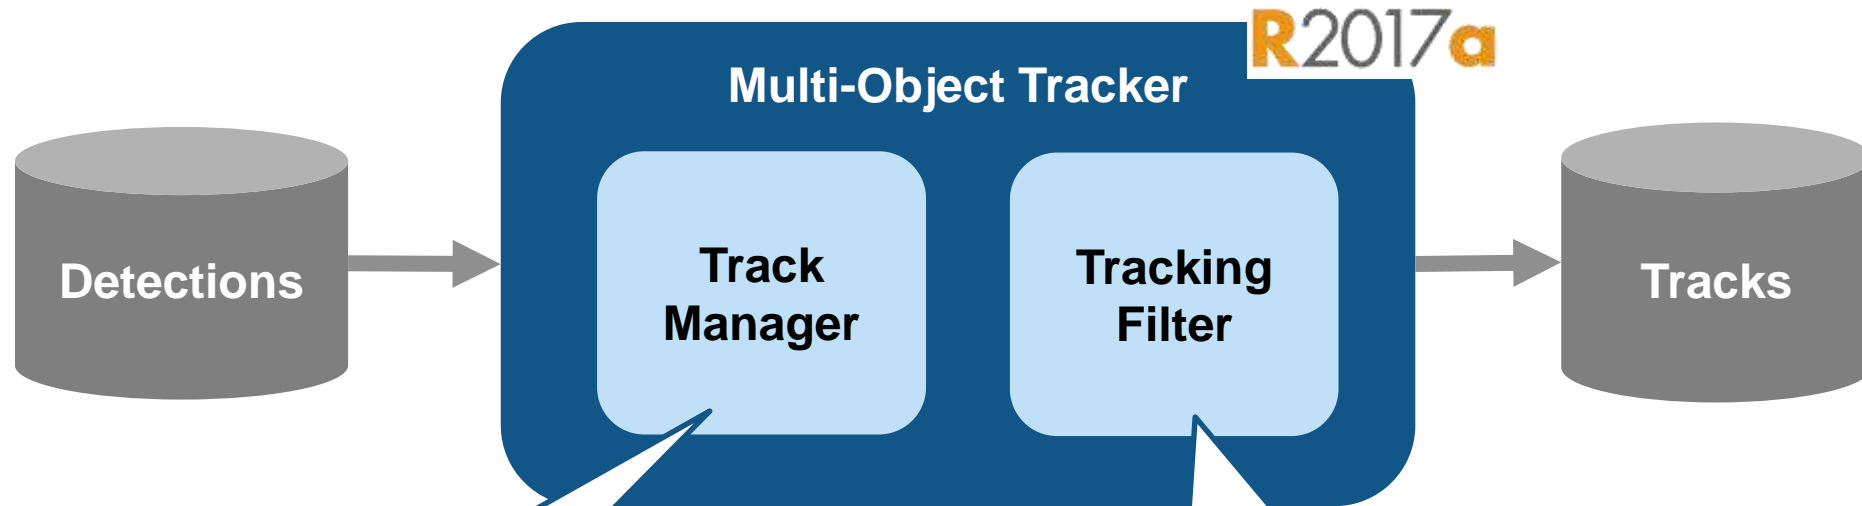 R2017a
Multi-Object Tracker
Detections
Track
Manager
Tracking
Filter
Tracks